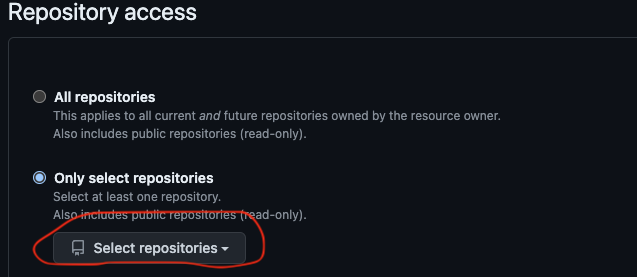 Repository access
All repositories
This applies to all current and future repositories owned by the resource owner.
Also includes public repositories (read-only).
Only select repositories
Select at least one repository.
Also includes public repositories (read-only).
Select repositories